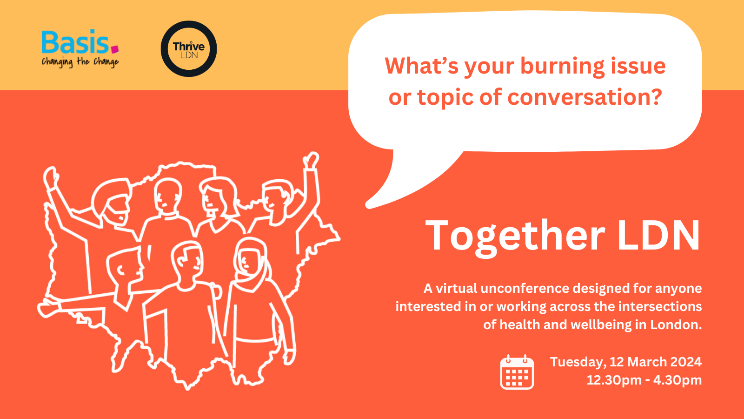 Basis.
Changing the Change
Thrive
LDN
What's your burning issue
or topic of conversation?
Together LDN
A virtual unconference designed for anyone
interested in or working across the intersections
of health and wellbeing in London.
Tuesday, 12 March 2024
12.30pm - 4.30pm